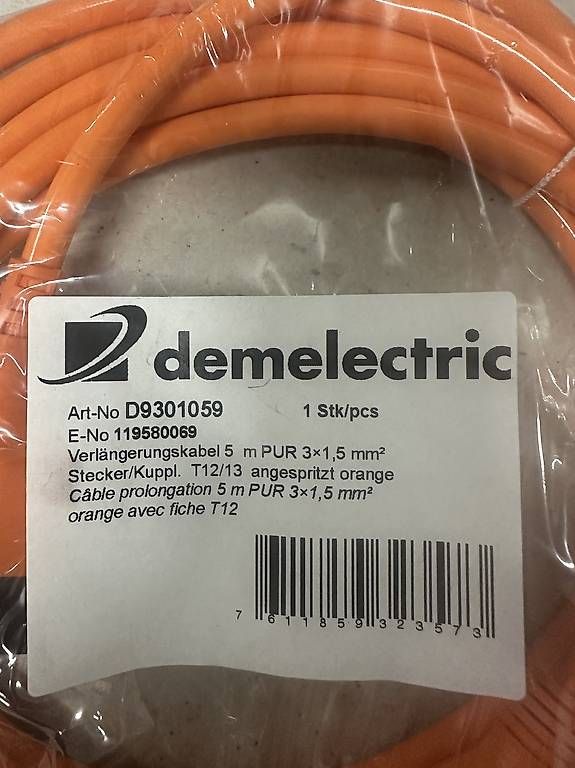 demelectric
Art-No D9301059 1 Stk/pcs
E-No 119580069
Verlängerungskabel 5 m PUR 3×1,5 mm²
Stecker/Kuppl. T12/13 angespritzt orange
Câble prolongation 5 m PUR 3×1,5 mm²
orange avec fiche T12
7 611859 323573